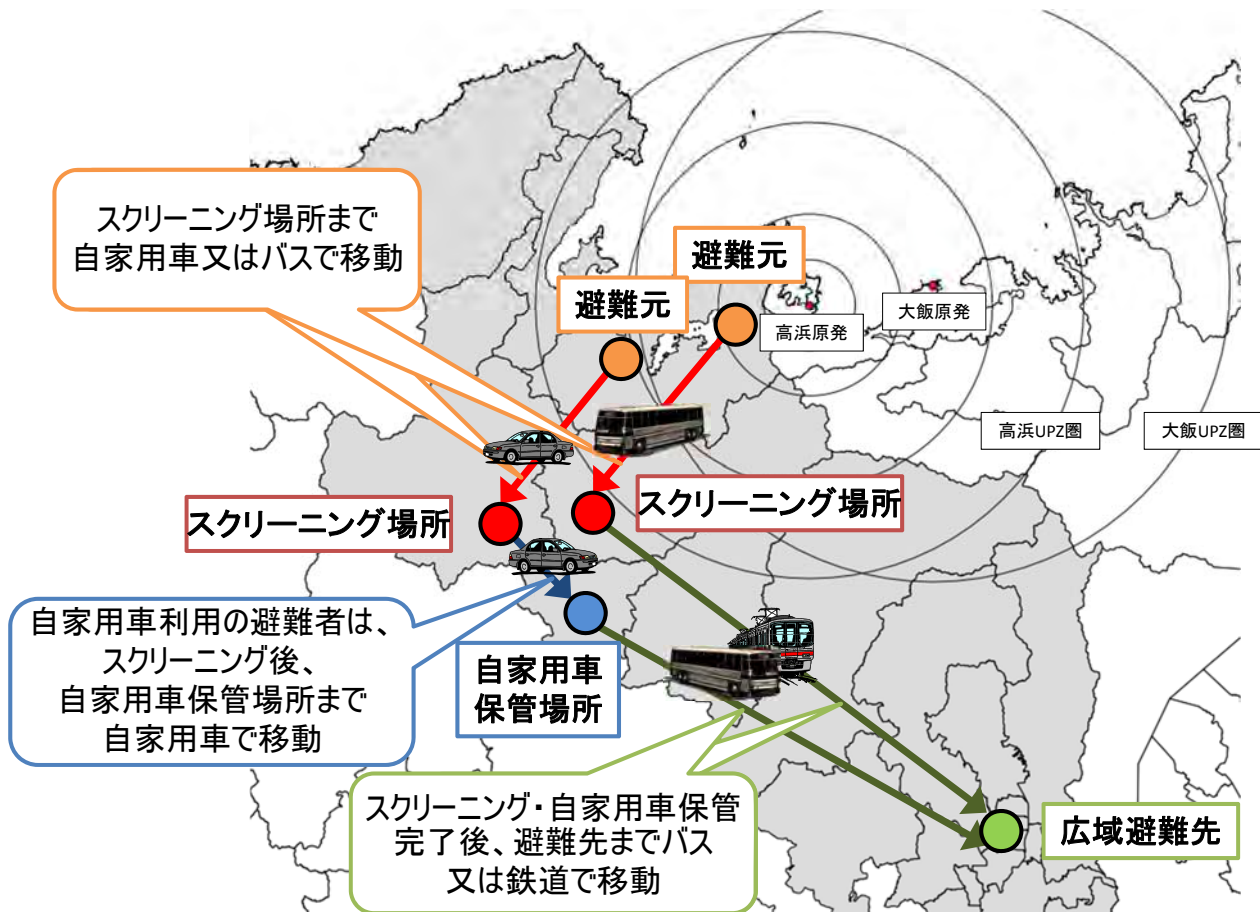 スクリーニング場所まで
自家用車又はバスで移動
避難元
避難元
高浜原発
大飯原発
高浜UPZ圏
大飯UPZ圏
スクリーニング場所
スクリーニング場所
自家用車利用の避難者は、
スクリーニング後、
自家用車保管場所まで
自家用車で移動
自家用車
保管場所
スクリーニング・自家用車保管
完了後、避難先までバス
又は鉄道で移動
広域避難先